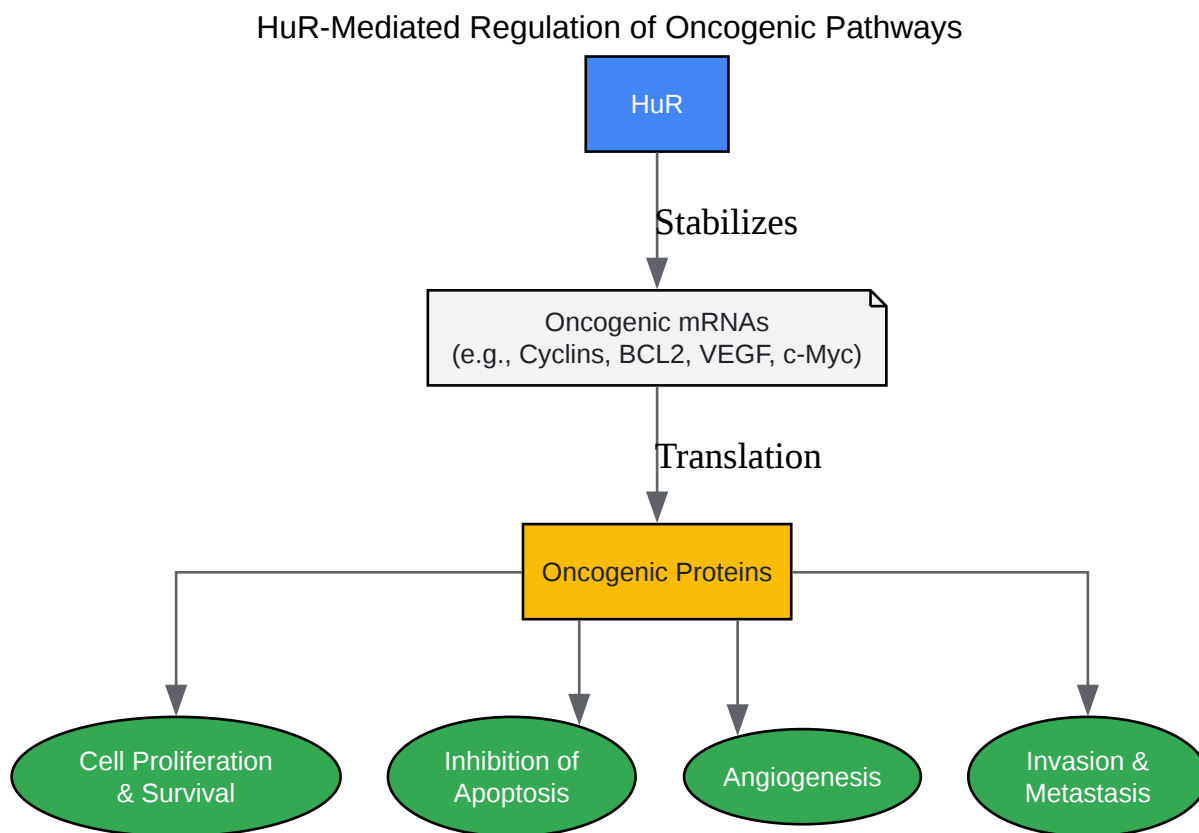 HuR-Mediated Regulation of Oncogenic Pathways
HuR
Stabilizes
Oncogenic mRNAs
(e.g., Cyclins, BCL2, VEGF, c-Myc)
Translation
Oncogenic Proteins
Cell Proliferation
& Survival
Inhibition of
Apoptosis
Angiogenesis
Invasion &
Metastasis